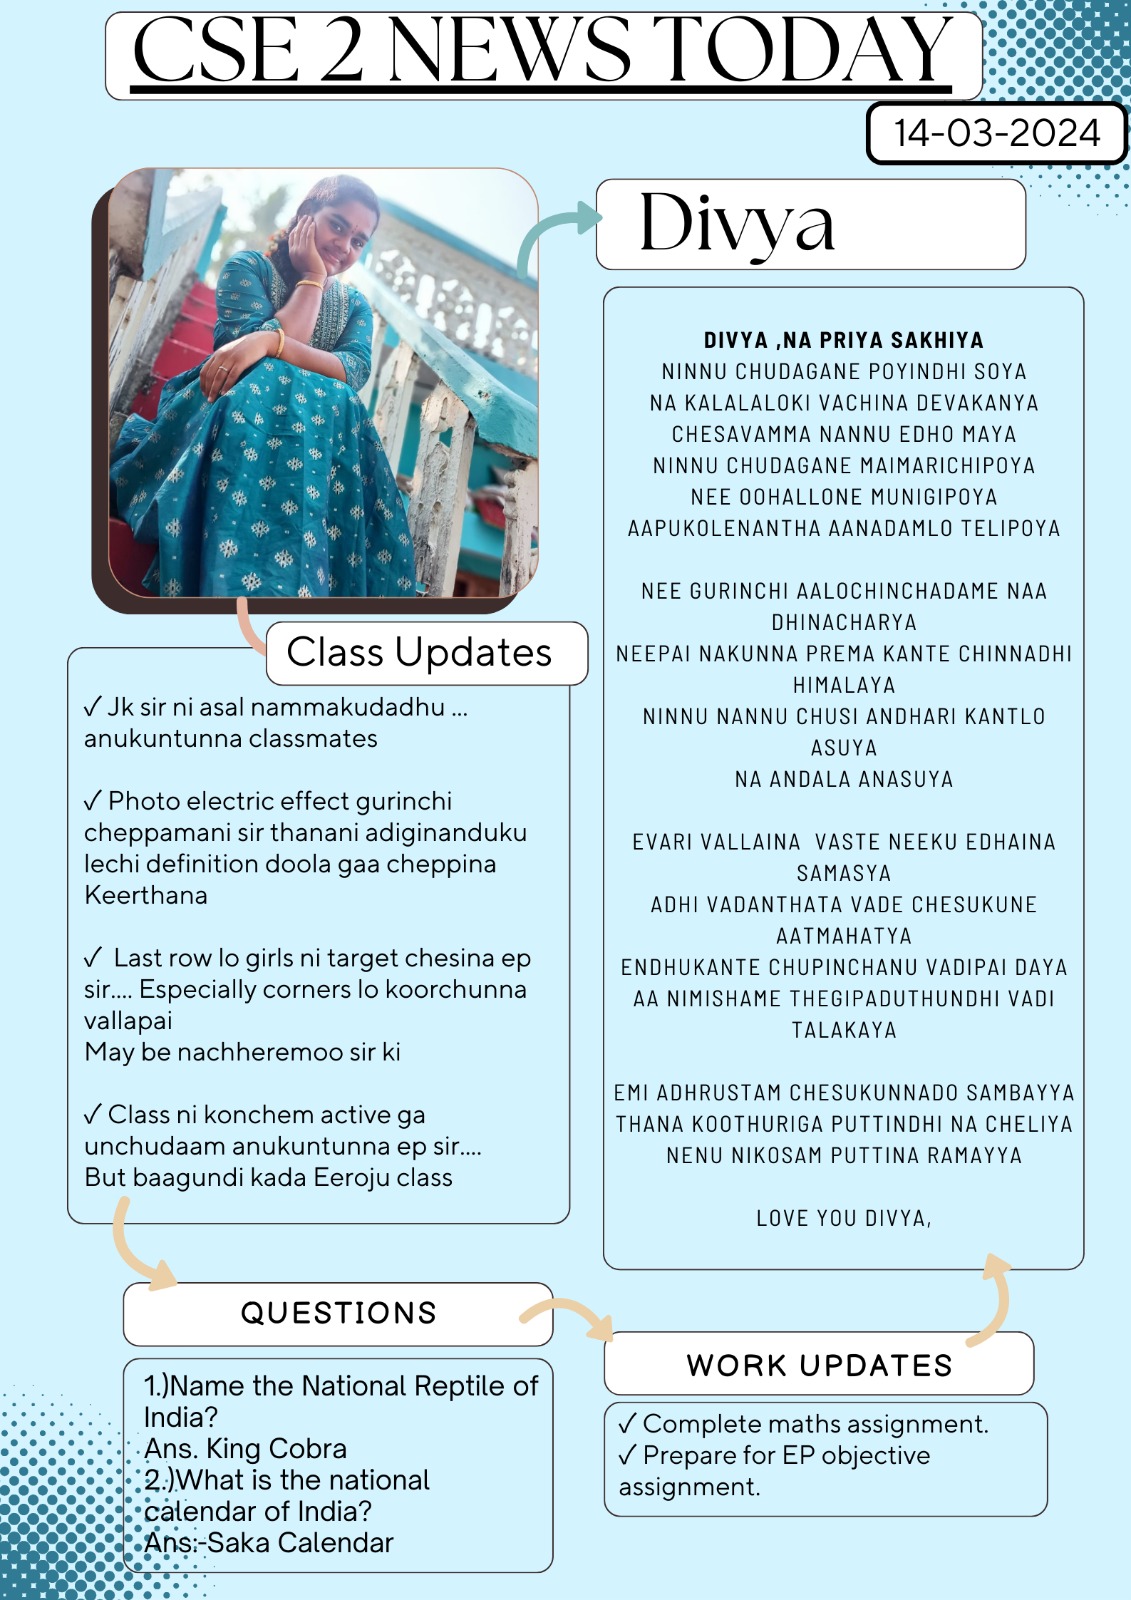 CSE 2 NEWS TODAY
14-03-2024
Divya
DIVYA ,NA PRIYA SAKHIYA
NINNU CHUDAGANE POYINDHI SOYA
NA KALALALOKI VACHINA DEVAKANYA
CHESAVAMMA NANNU EDHO MAYA
NINNU CHUDAGANE MAIMARICHIPOYA
NEE OOHALLONE MUNIGIPOYA
AAPUKOLENANTHA AANADAMLO TELIPOYA
NEE GURINCHI AALOCHINCHADAME NAA
DHINACHARYA
NEEPAI NAKUNNA PREMA KANTE CHINNADHI
HIMALAYA
NINNU NANNU CHUSI ANDHARI KANTLO
ASUYA
NA ANDALA ANASUYA
EVARI VALLAINA  VASTE NEEKU EDHAINA
SAMASYA
ADHI VADANTHATA VADE CHESUKUNE
AATMAHATYA
ENDHUKANTE CHUPINCHANU VADIPAI DAYA
AA NIMISHAME THEGIPADUTHUNDHI VADI
TALAKAYA
EMI ADHRUSTAM CHESUKUNNADO SAMBAYYA
THANA KOOTHURIGA PUTTINDHI NA CHELIYA
NENU NIKOSAM PUTTINA RAMAYYA
LOVE YOU DIVYA,
Class Updates
✓ Jk sir ni asal nammakudadhu ...
anukuntunna classmates
✓ Photo electric effect gurinchi
cheppamani sir thanani adiginanduku
lechi definition doola gaa cheppina
Keerthana
✓  Last row lo girls ni target chesina ep
sir.... Especially corners lo koorchunna
vallapai
May be nachheremoo sir ki
✓ Class ni konchem active ga
unchudaam anukuntunna ep sir....
But baagundi kada Eeroju class
QUESTIONS
1.)Name the National Reptile of
India?
Ans. King Cobra
2.)What is the national
calendar of India?
Ans:-Saka Calendar
WORK UPDATES
✓ Complete maths assignment.
✓ Prepare for EP objective
assignment.